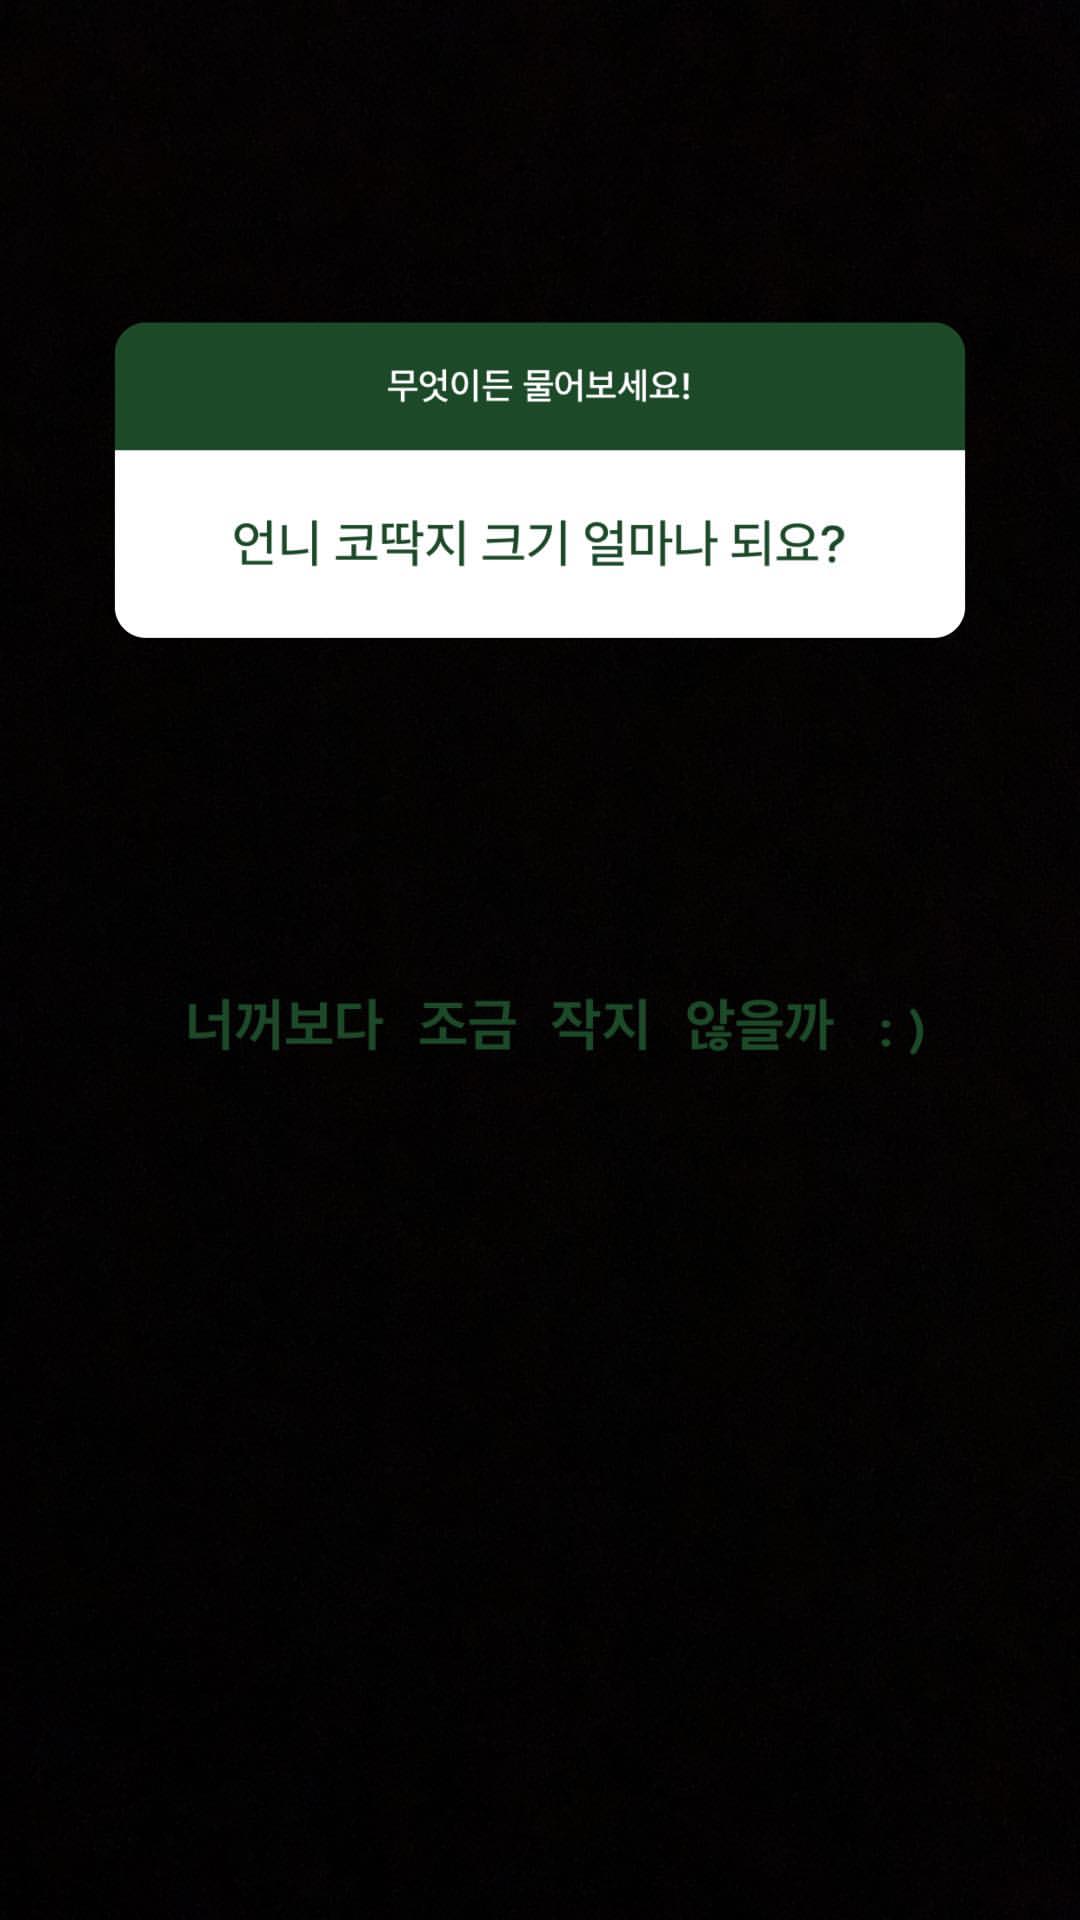 무엇이든 물어보세요!
언니 코딱지 크기 얼마나 되요?
너꺼보다 조금 작지 않을까 :)